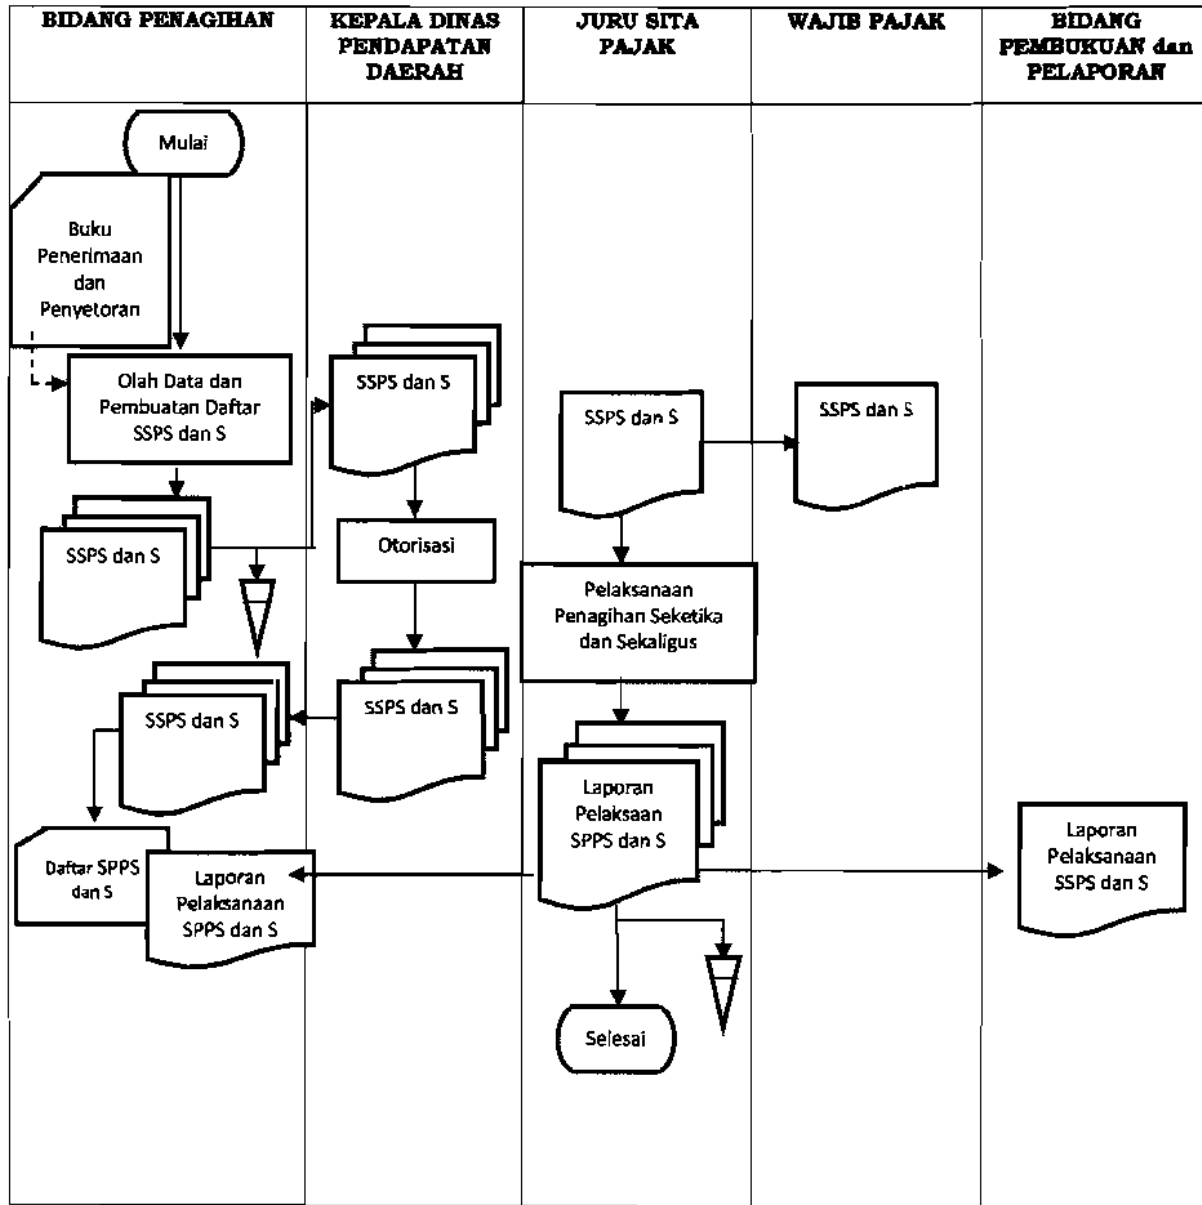 BIDANG PENAGIHAN
KEPALA DINAS
PENDAPATAN
DAERAH
JURU SITA
PAJAK
WAJIB PAJAK
BIDANG
PEMBUKUAN dan
PELAPORAN
Mulai
Buku
Penerimaan
dan
Penyetoran
Olah Data dan
Pembuatan Daftar
SSPS dan S
SSPS dan S
SSPS dan S
Otorisasi
SSPS dan S
SSPS dan S
Daftar SPPS
dan S
Laporan
Pelaksanaan
SPPS dan S
SSPS dan S
SSPS dan S
Pelaksanaan
Penagihan Seketika
dan Sekaligus
Laporan
Pelaksaan
SPPS dan S
Laporan
Pelaksanaan
SSPS dan S
Selesai